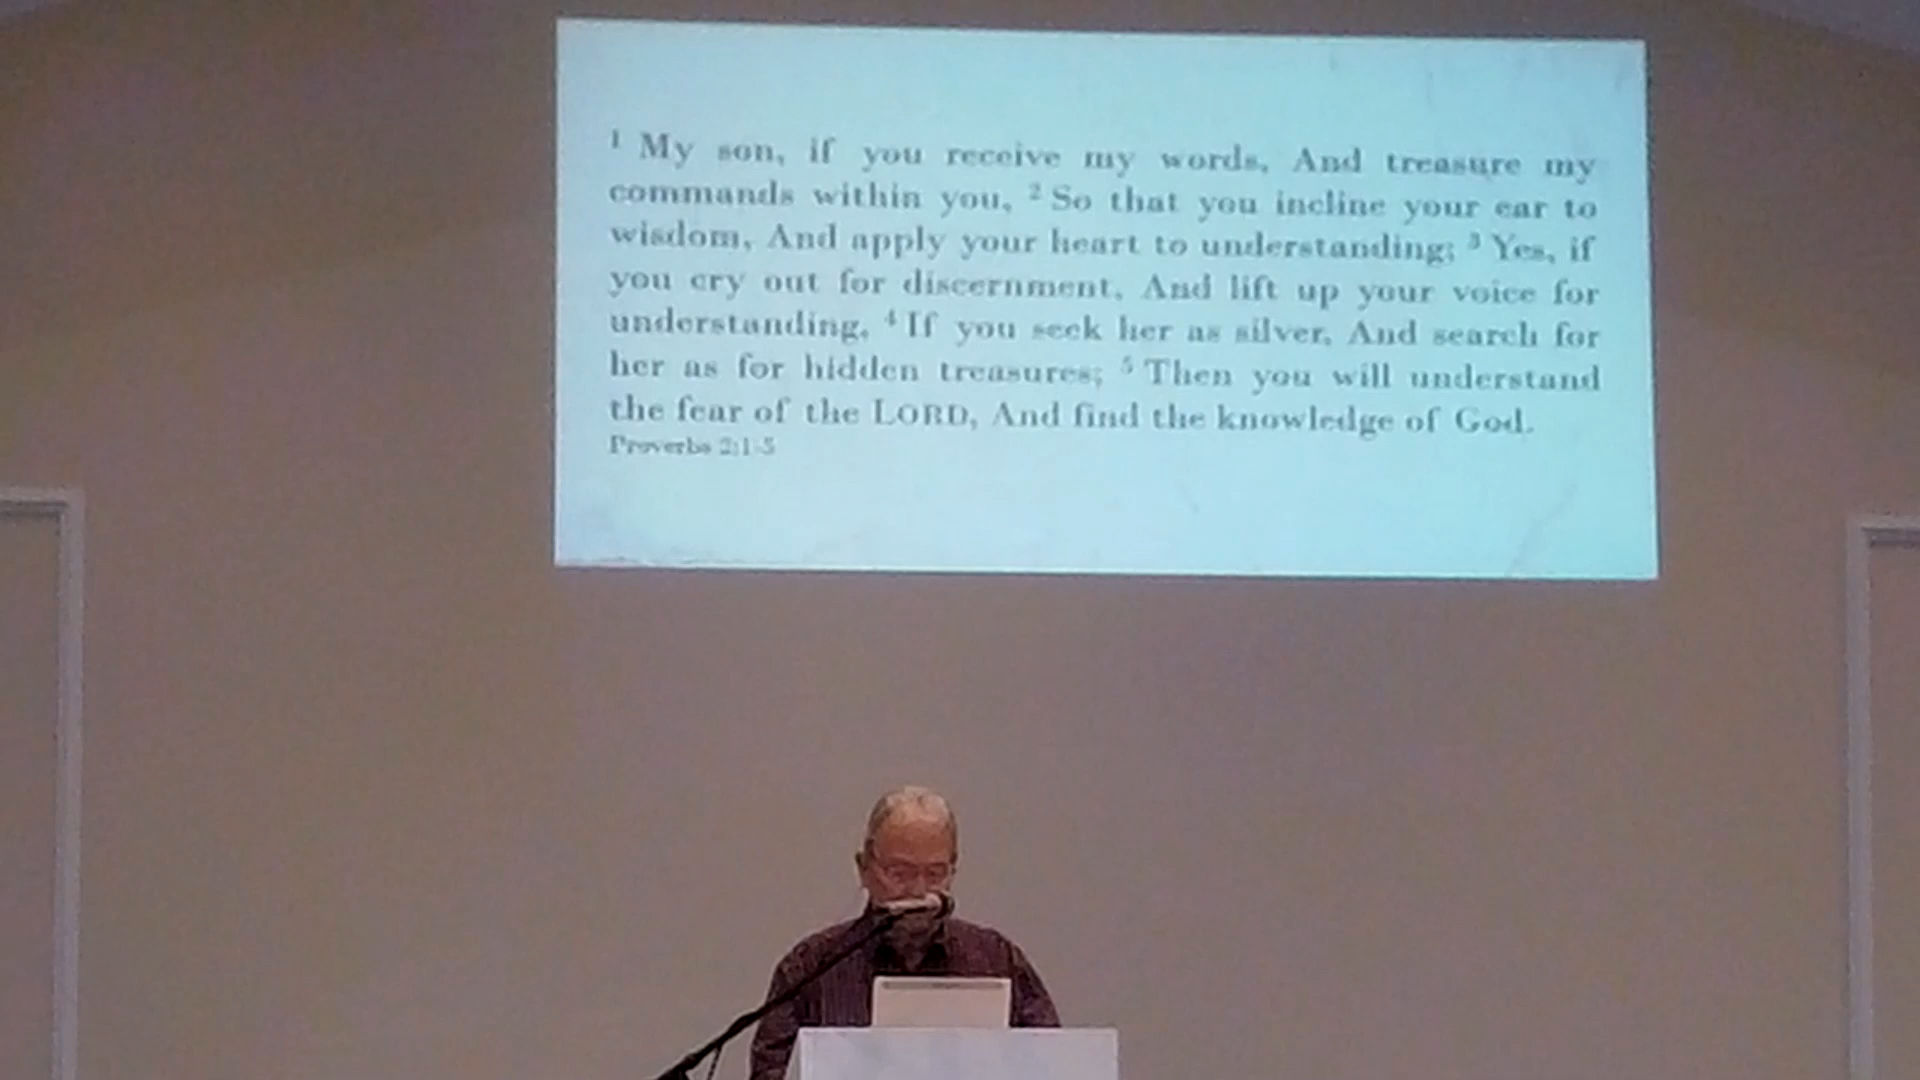 1 My son, if you receive my words, And treasure my
commands within you, 2 So that you incline your ear to
wisdom, And apply your heart to understanding; 3 Yes, if
you cry out for discernment, And lift up your voice for
understanding, 4 If you seek her as silver, And search for
her as for hidden treasures; 5 Then you will understand
the fear of the LORD, And find the knowledge of God.
Proverbs 2:1-5